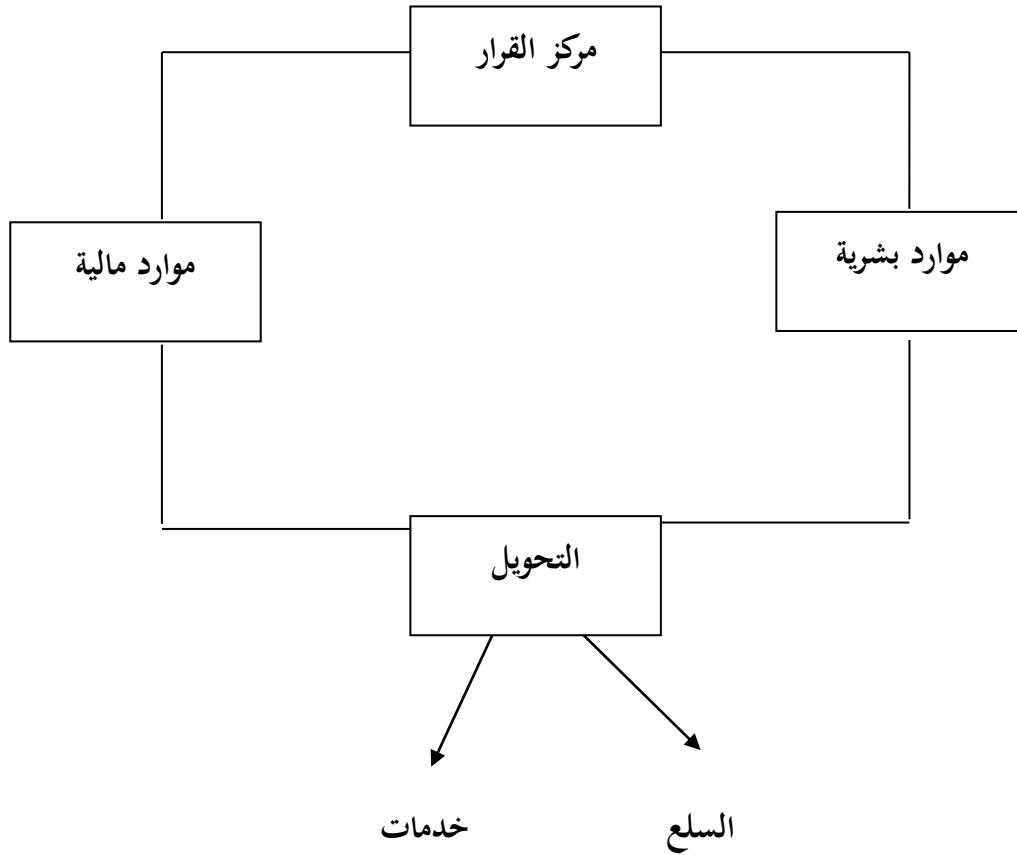 مركز القرار
موارد بشرية
موارد مالية
التحويل
السلع
خدمات